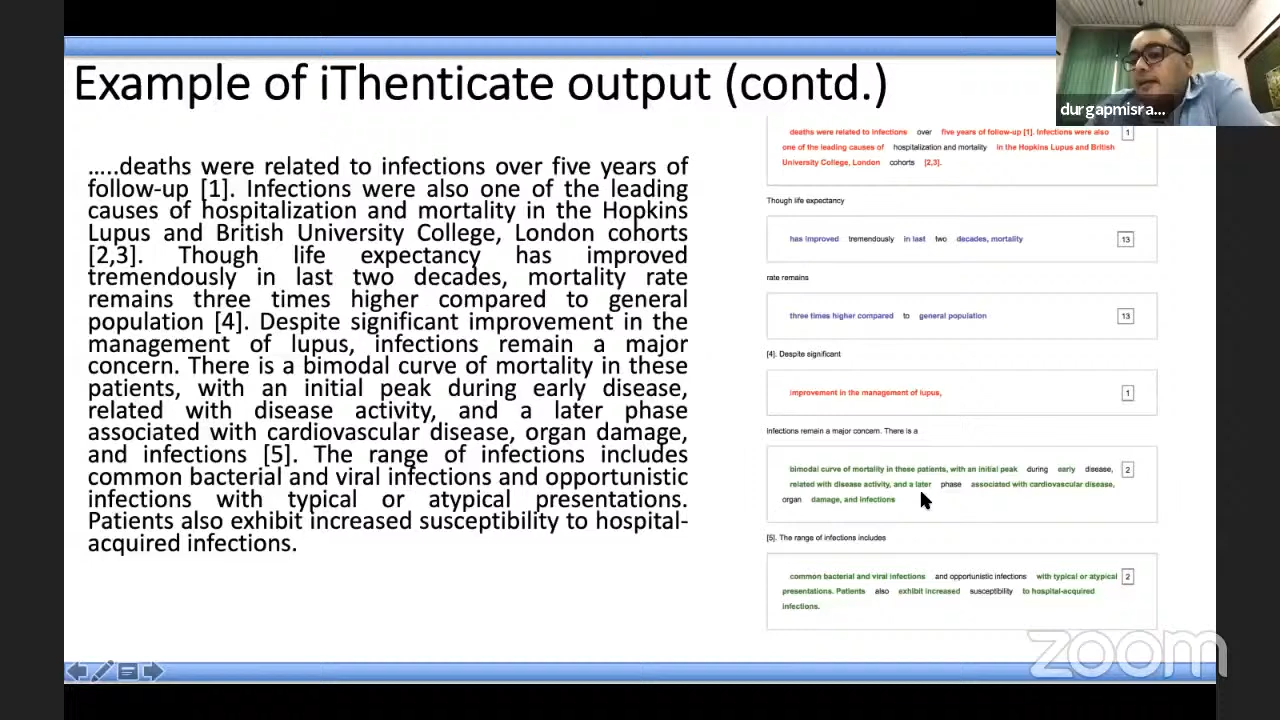 Example of iThenticate output (contd.)
durgapmisra...
…..deaths were related to infections over five years of
follow-up [1]. Infections were also one of the leading
causes of hospitalization and mortality in the Hopkins
Lupus and British University College, London cohorts
[2,3]. Though life expectancy has improved
tremendously in last two decades, mortality rate
remains three times higher compared to general
population [4]. Despite significant improvement in the
management of lupus, infections remain a major
concern. There is a bimodal curve of mortality in these
patients, with an initial peak during early disease,
related with disease activity, and a later phase
associated with cardiovascular disease, organ damage,
and infections [5]. The range of infections includes
common bacterial and viral infections and opportunistic
infections with typical or atypical presentations.
Patients also exhibit increased susceptibility to hospital-
acquired infections.
deaths were related to infections over five years of follow-up [1]. Infections were also 1
one of the leading causes of hospitalization and mortality in the Hopkins Lupus and British
University College, London cohorts [2,3].
Though life expectancy
has improved tremendously in last two decades, mortality 13
rate remains
three times higher compared to general population 13
[4]. Despite significant
improvement in the management of lupus, 1
Infections remain a major concern. There is a
bimodal curve of mortality in these patients, with an initial peak during early disease, 2
related with disease activity, and a later phase associated with cardiovascular disease,
organ damage, and infections
[5]. The range of infections includes
common bacterial and viral infections and opportunistic infections with typical or atypical 2
presentations. Patients also exhibit increased susceptibility to hospital-acquired
infections.
zoom